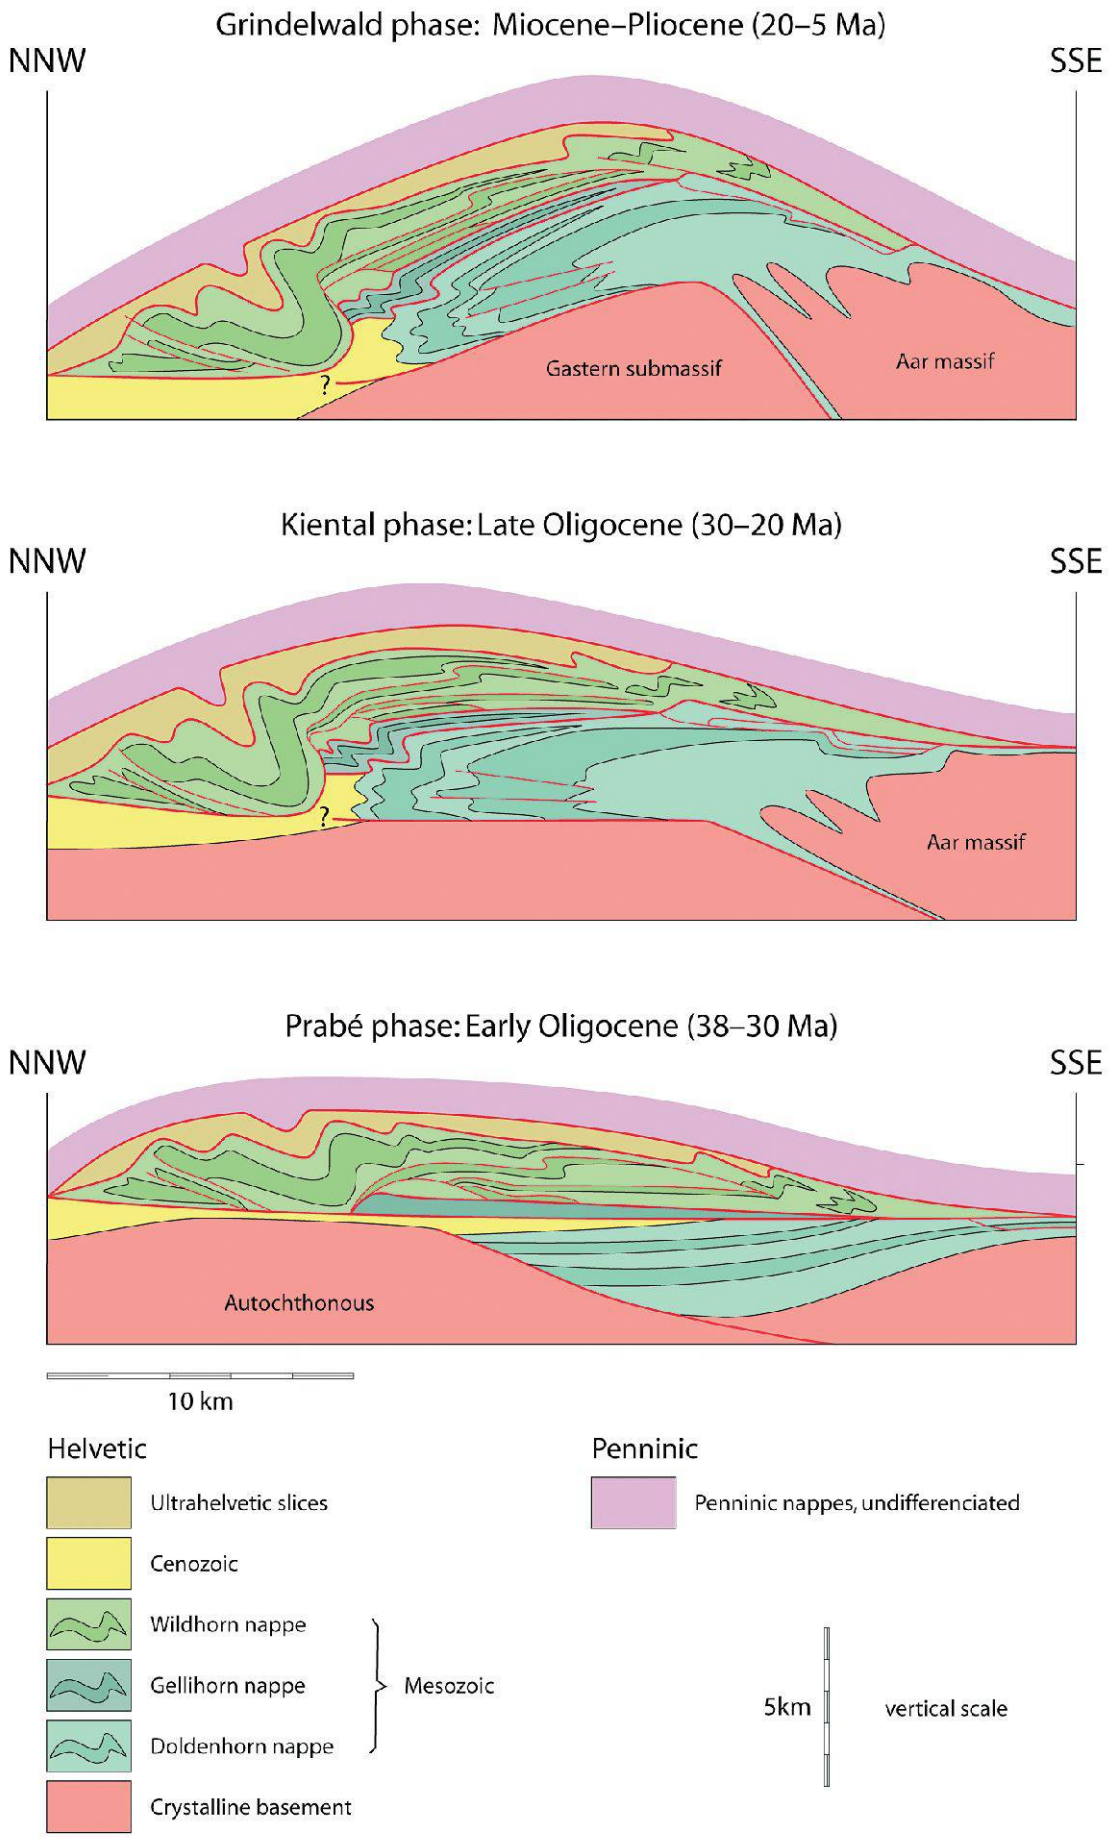 Grindelwald phase: Miocene–Pliocene (20–5 Ma)
NNW
SSE
Gastern submassif
Aar massif
?
Kiental phase: Late Oligocene (30–20 Ma)
NNW
SSE
?
Aar massif
Prabé phase: Early Oligocene (38–30 Ma)
NNW
SSE
Autochthonous
10 km
Helvetic
Penninic
Ultrahelvetic slices
Penninic nappes, undifferenciated
Cenozoic
Wildhorn nappe
Gellihorn nappe
Mesozoic
Doldenhorn nappe
5km
vertical scale
Crystalline basement